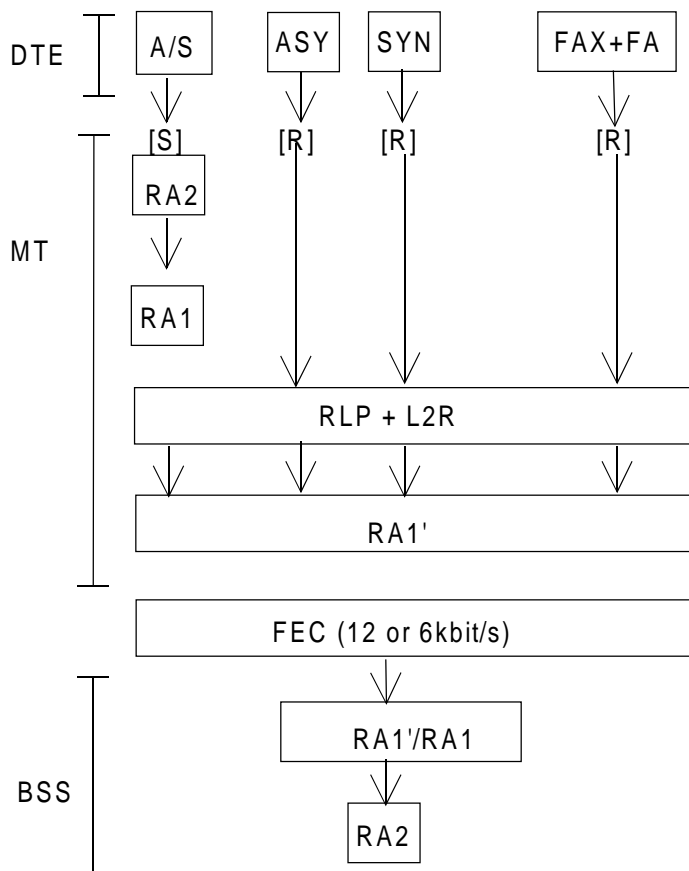 DTE A/S ASY SYN FAX+FA
[S] [R] [R] [R]
RA2
MT
RA1
RLP + L2R
RA1'
FEC (12 or 6kbit/s)
RA1'/RA1
BSS
RA2